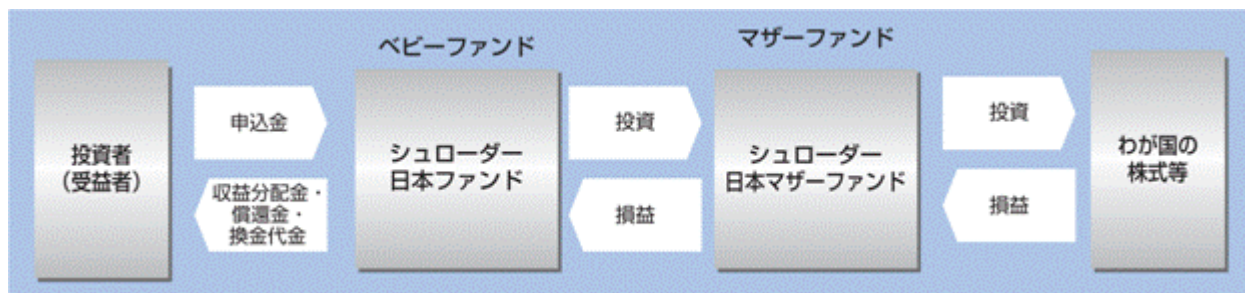 ベビーファンド
マザーファンド
投資者
（受益者）
申込金
収益分配金・
償還金・
換金代金
シュローダー
日本ファンド
投資
損益
シュローダー
日本マザーファンド
投資
損益
わが国の
株式等